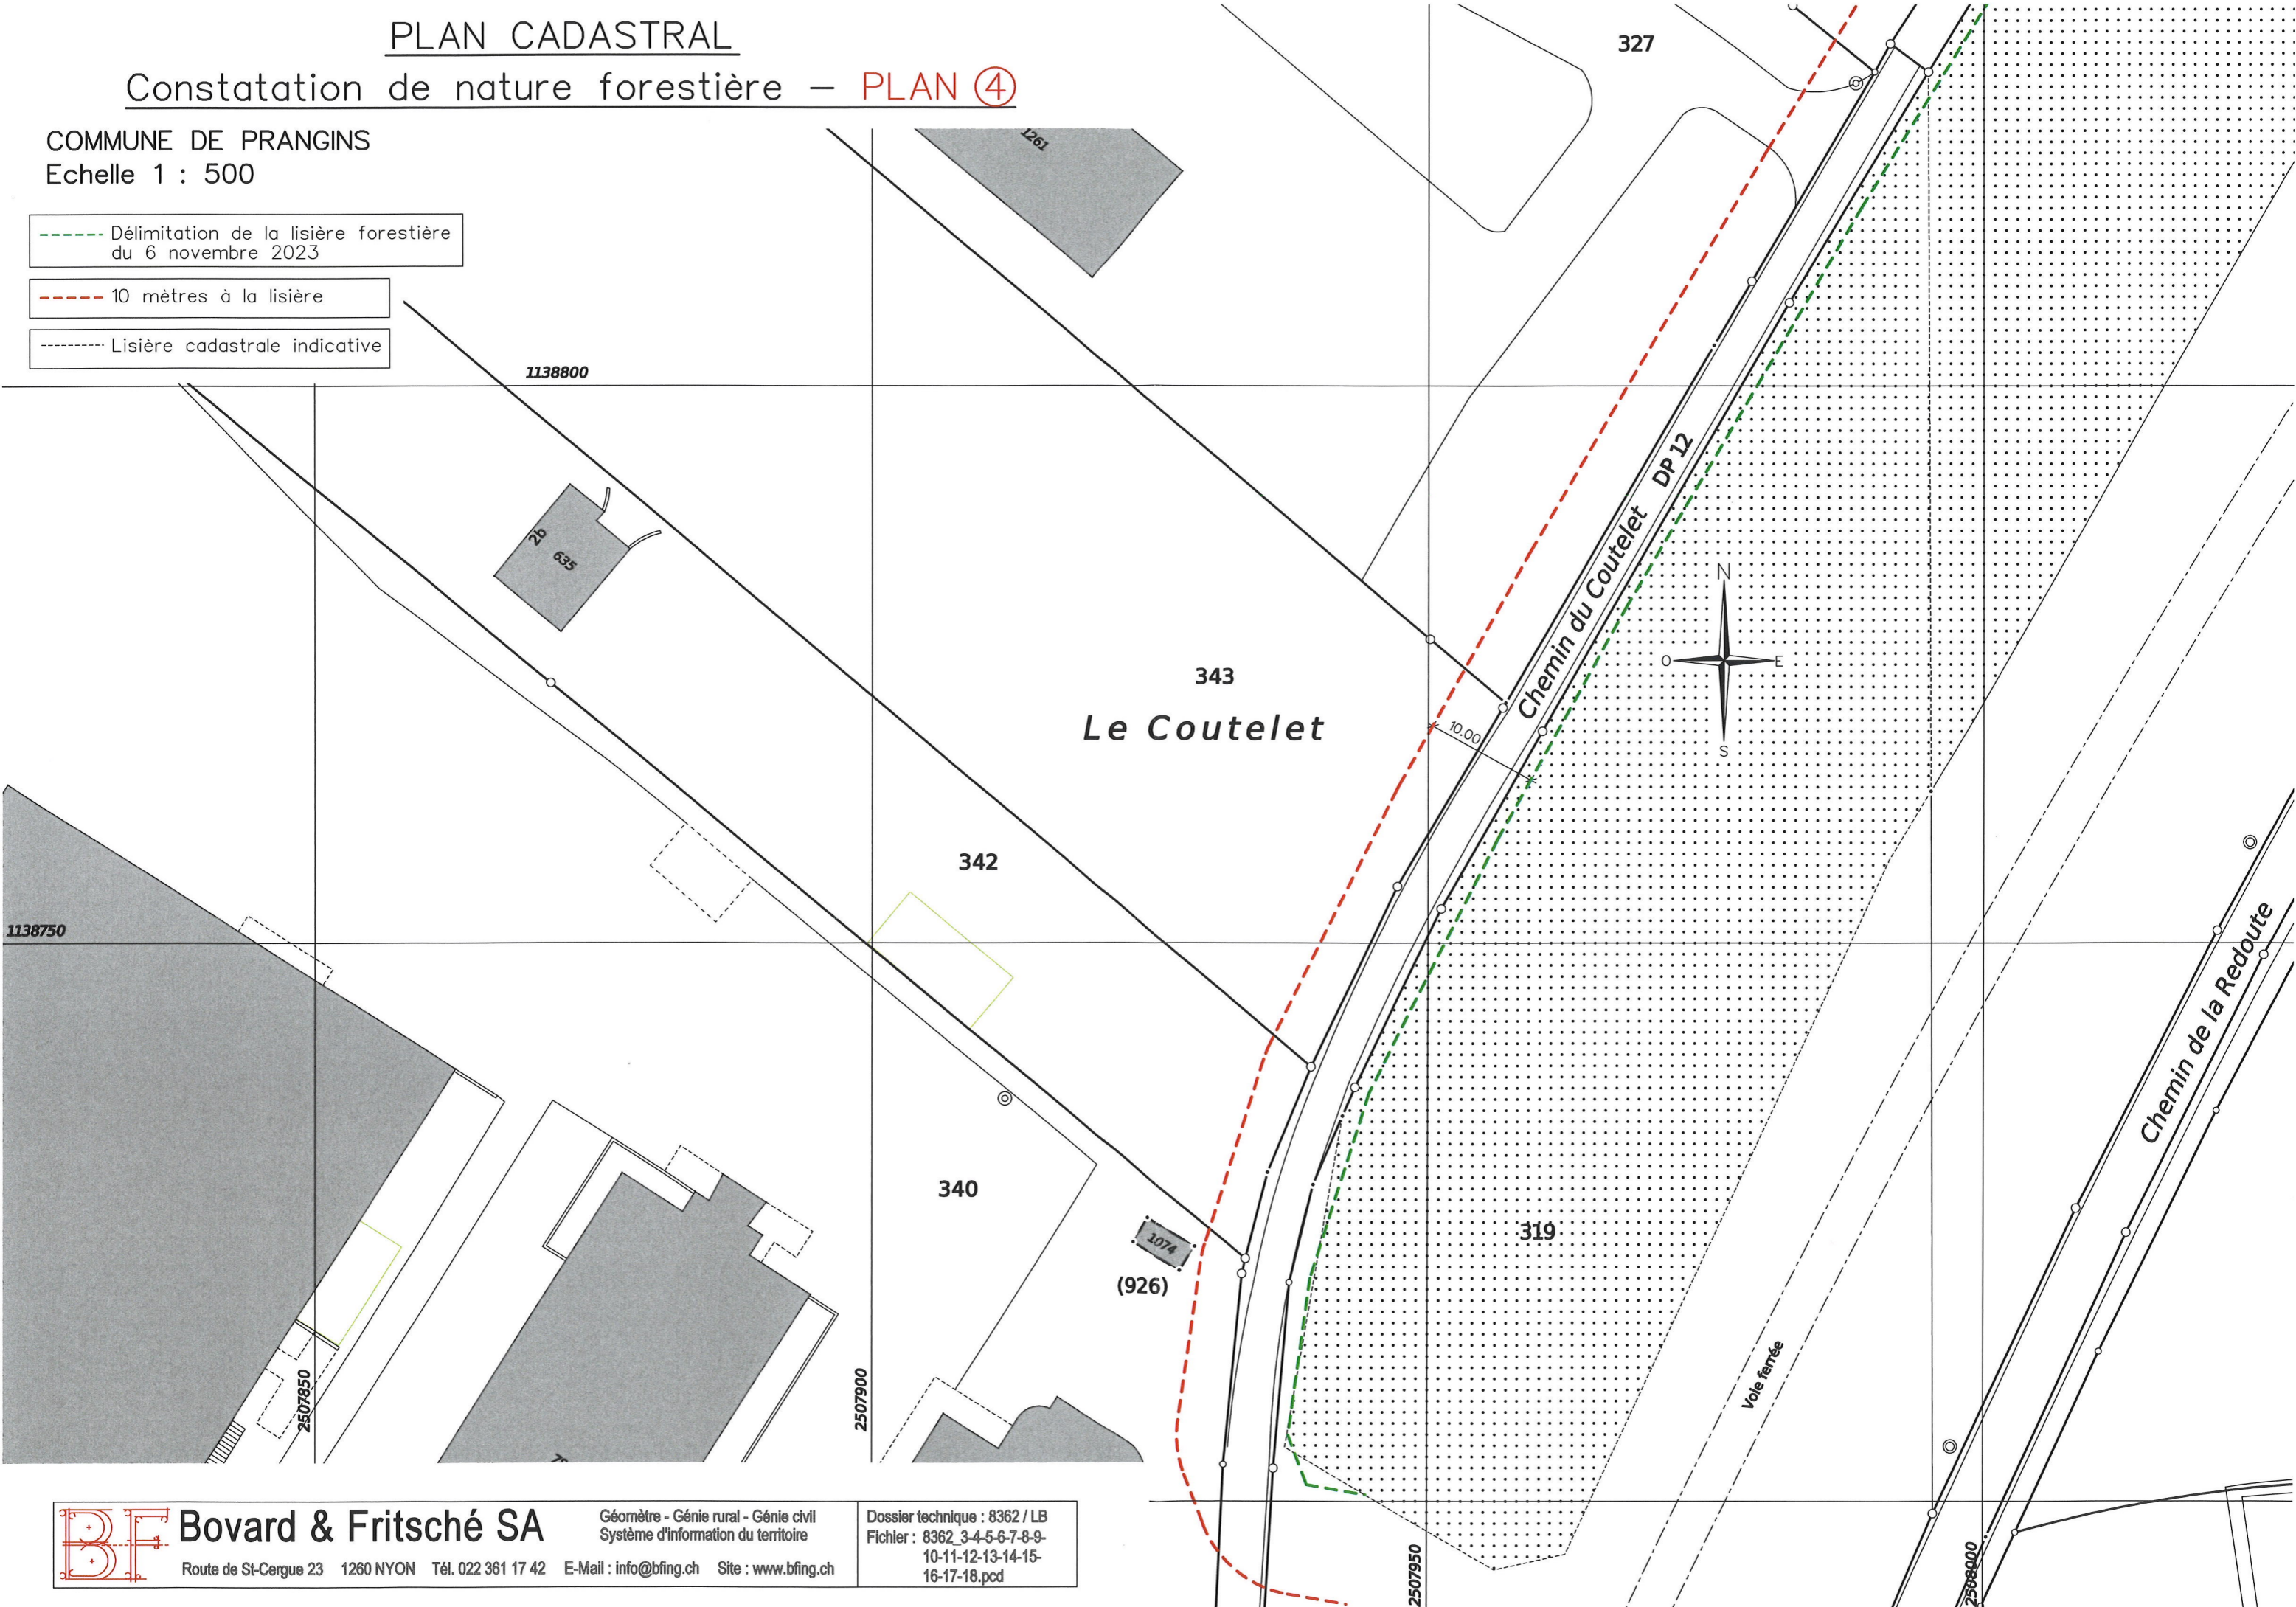 PLAN CADASTRAL
Constatation de nature forestière – PLAN ④
COMMUNE DE PRANGINS
Echelle 1 : 500
Délimitation de la lisière forestière
du 6 novembre 2023
10 mètres à la lisière
Lisière cadastrale indicative
327
1261
1138800
DP 12
Chemin du Coutelet
2b
635
N
O
E
S
343
Le Coutelet
10.00
342
1138750
Chemin de la Redoute
340
1074
(926)
319
Voie ferrée
2507850
2507900
2507950
2508000
BF
Bovard & Fritsché SA
Géomètre - Génie rural - Génie civil
Système d'information du territoire
Route de St-Cergue 23 1260 NYON Tél. 022 361 17 42 E-Mail : info@bfing.ch Site : www.bfing.ch
Dossier technique : 8362 / LB
Fichier : 8362_3-4-5-6-7-8-9-
10-11-12-13-14-15-
16-17-18.pcd